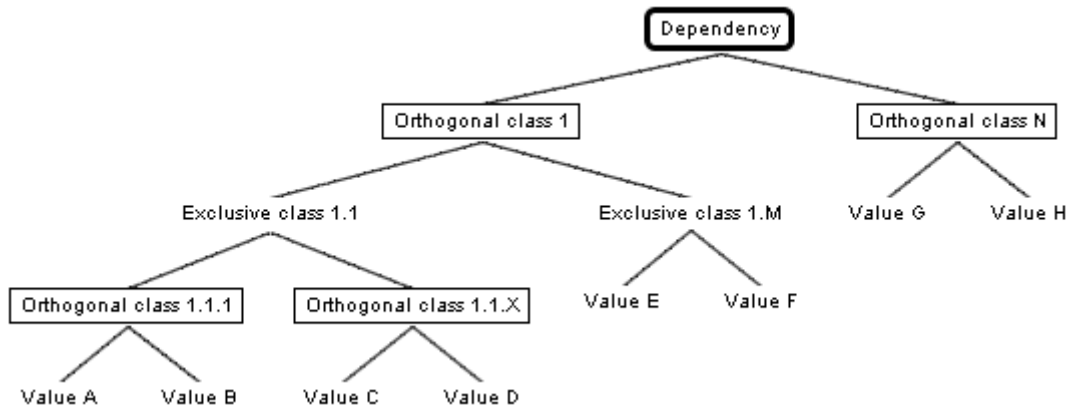 Dependency
Orthogonal class 1
Orthogonal class N
Exclusive class 1.1
Exclusive class 1.M
Value G
Value H
Orthogonal class 1.1.1
Orthogonal class 1.1.X
Value E
Value F
Value A
Value B
Value C
Value D